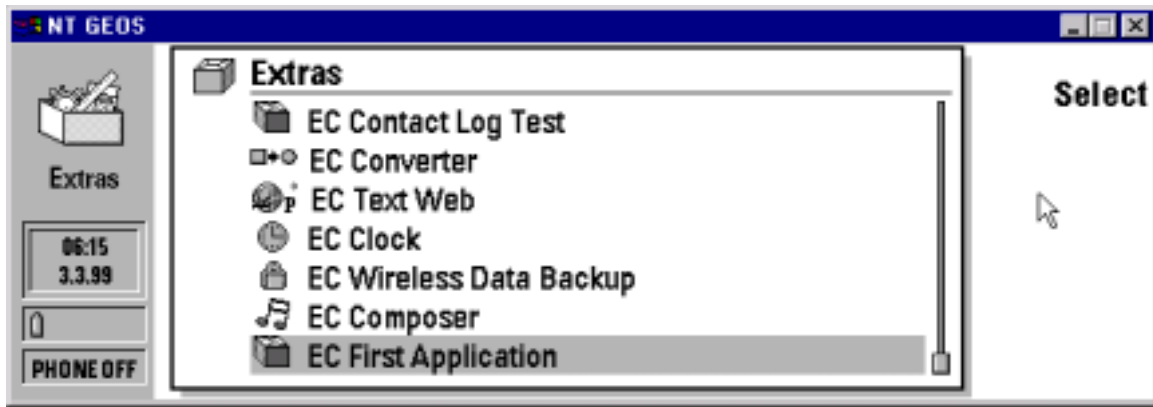 NT GEOS
Extras
Select
EC Contact Log Test
EC Converter
EC Text Web
EC Clock
EC Wireless Data Backup
EC Composer
EC First Application
Extras
06:15
3.3.99
PHONE OFF